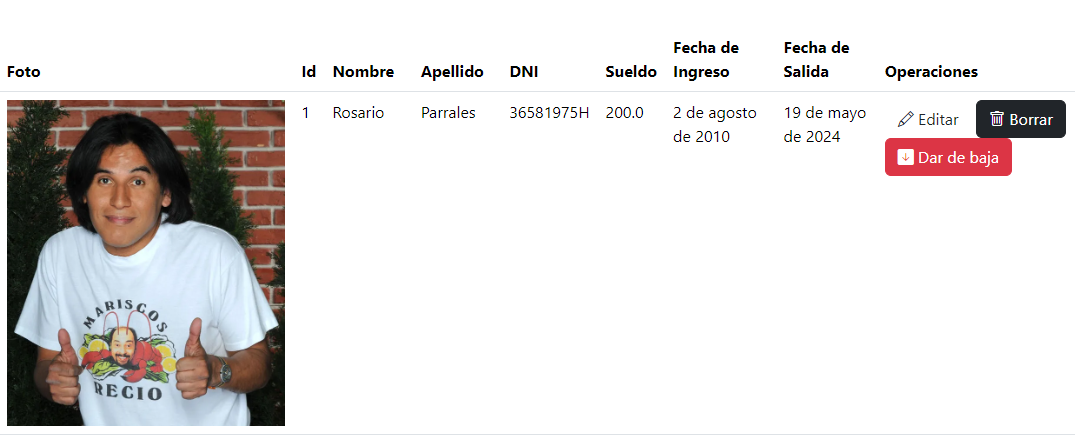 Foto Id Nombre Apellido DNI Sueldo Fecha de Ingreso Fecha de Salida Operaciones
1 Rosario Parrales 36581975H 200.0 2 de agosto de 2010 19 de mayo de 2024 Editar Borrar
Dar de baja
MARISCOS
RECIO